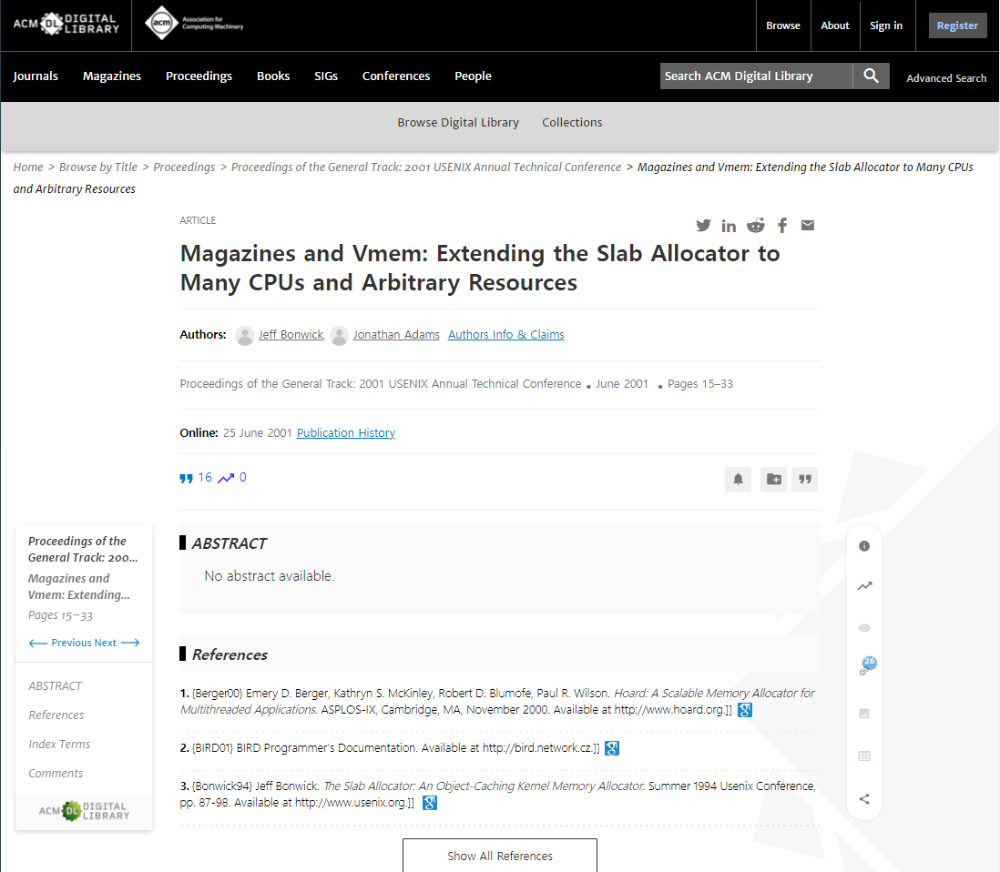 ACM DL DIGITAL LIBRARY
acm Association for Computing Machinery
Browse About Sign in Register
Journals Magazines Proceedings Books SIGs Conferences People
Search ACM Digital Library
Advanced Search
Browse Digital Library Collections
Home > Browse by Title > Proceedings > Proceedings of the General Track: 2001 USENIX Annual Technical Conference > Magazines and Vmem: Extending the Slab Allocator to Many CPUs
and Arbitrary Resources
ARTICLE
Magazines and Vmem: Extending the Slab Allocator to
Many CPUs and Arbitrary Resources
Authors: Jeff Bonwick, Jonathan Adams Authors Info & Claims
Proceedings of the General Track: 2001 USENIX Annual Technical Conference • June 2001 • Pages 15–33
Online: 25 June 2001 Publication History
16 0
Proceedings of the
General Track: 200...
Magazines and
Vmem: Extending...
Pages 15–33
Previous Next
ABSTRACT
References
Index Terms
Comments
ACM DL DIGITAL LIBRARY
ABSTRACT
No abstract available.
References
1. {Berger00} Emery D. Berger, Kathryn S. McKinley, Robert D. Blumofe, Paul R. Wilson. Hoard: A Scalable Memory Allocator for
Multithreaded Applications. ASPLOS-IX, Cambridge, MA, November 2000. Available at http://www.hoard.org.]]
2. {BIRD01} BIRD Programmer's Documentation. Available at http://bird.network.cz.]]
3. {Bonwick94} Jeff Bonwick. The Slab Allocator: An Object-Caching Kernel Memory Allocator. Summer 1994 Usenix Conference,
pp. 87-98. Available at http://www.usenix.org.]]
Show All References
26